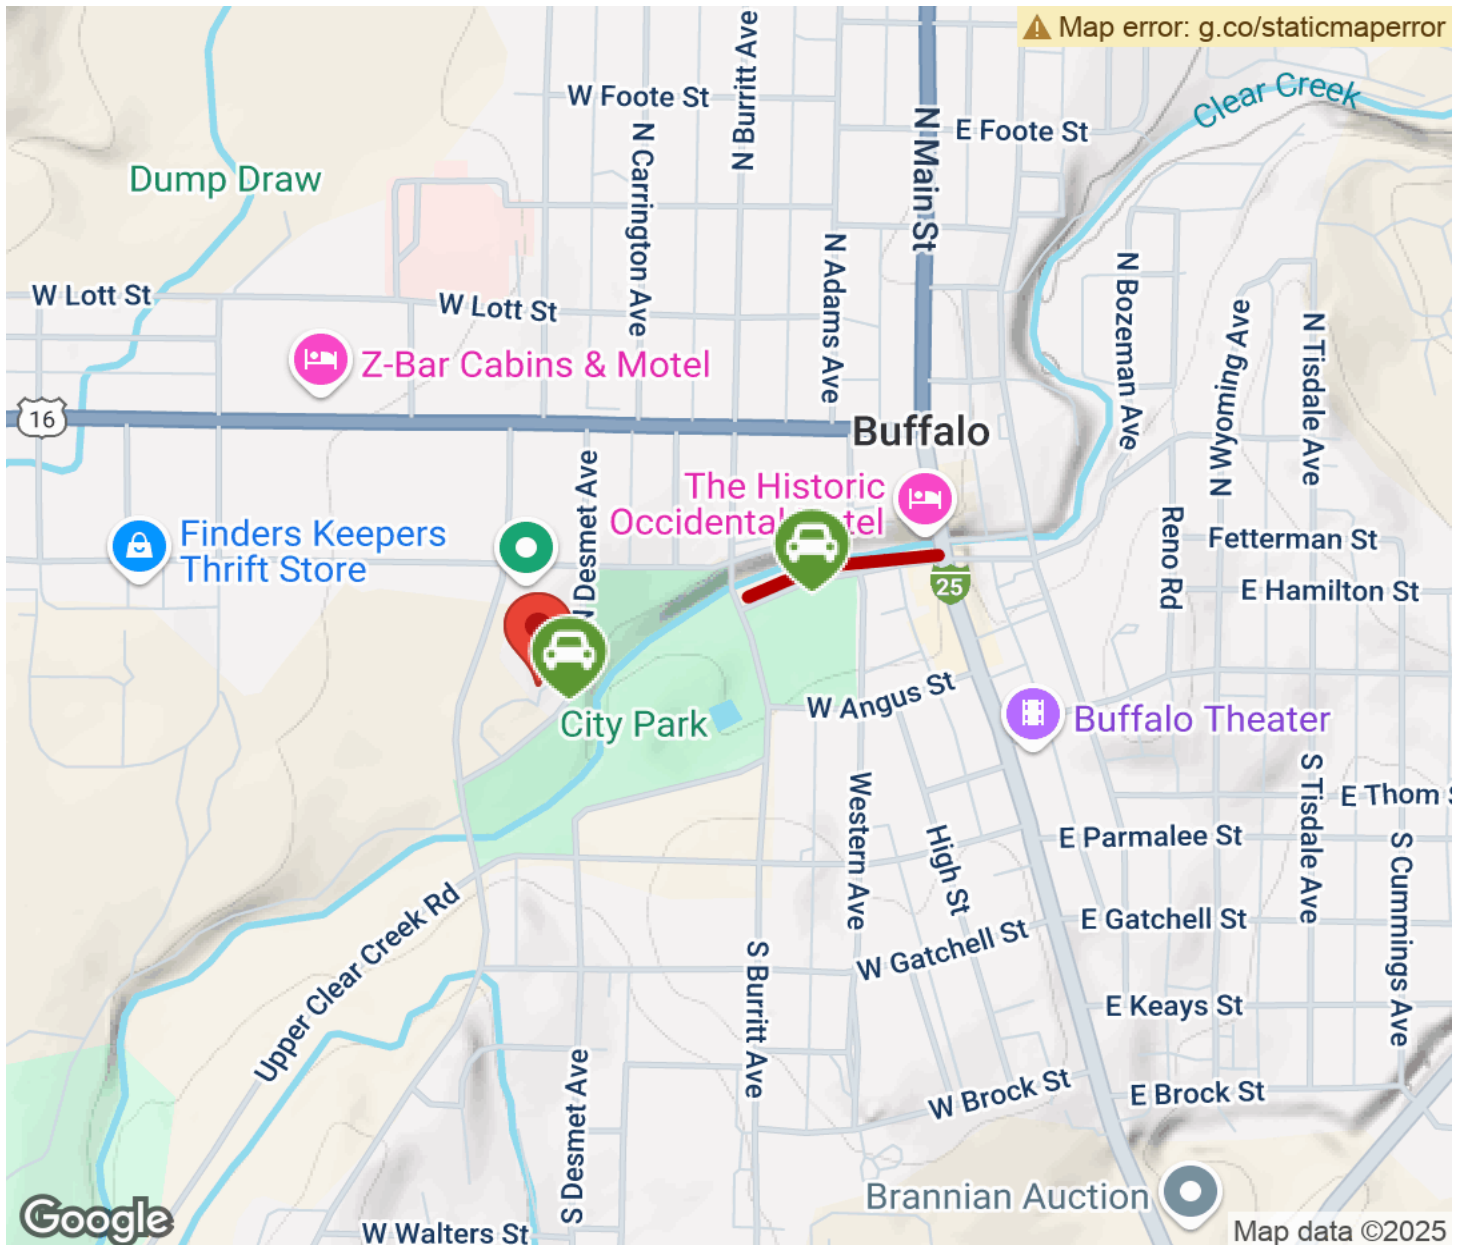 Map error: g.co/staticmaperror
W Foote St
N Burritt Ave
N Main St
E Foote St
Clear Creek
Dump Draw
N Carrington Ave
N Adams Ave
W Lott St
W Lott St
N Bozeman Ave
N Wyoming Ave
N Tisdale Ave
Z-Bar Cabins & Motel
16
Buffalo
N Desmet Ave
The Historic
Finders Keepers
Thrift Store
Reno Rd
Fetterman St
25
E Hamilton St
City Park
W Angus St
Buffalo Theater
S Tisdale Ave
E Thom
Western Ave
High St
E Parmalee St
S Cummings Ave
Upper Clear Creek Rd
E Gatchell St
W Gatchell St
S Burritt Ave
E Keays St
S Desmet Ave
W Brock St
E Brock St
Brannian Auction
Google
W Walters St
Map data ©2025